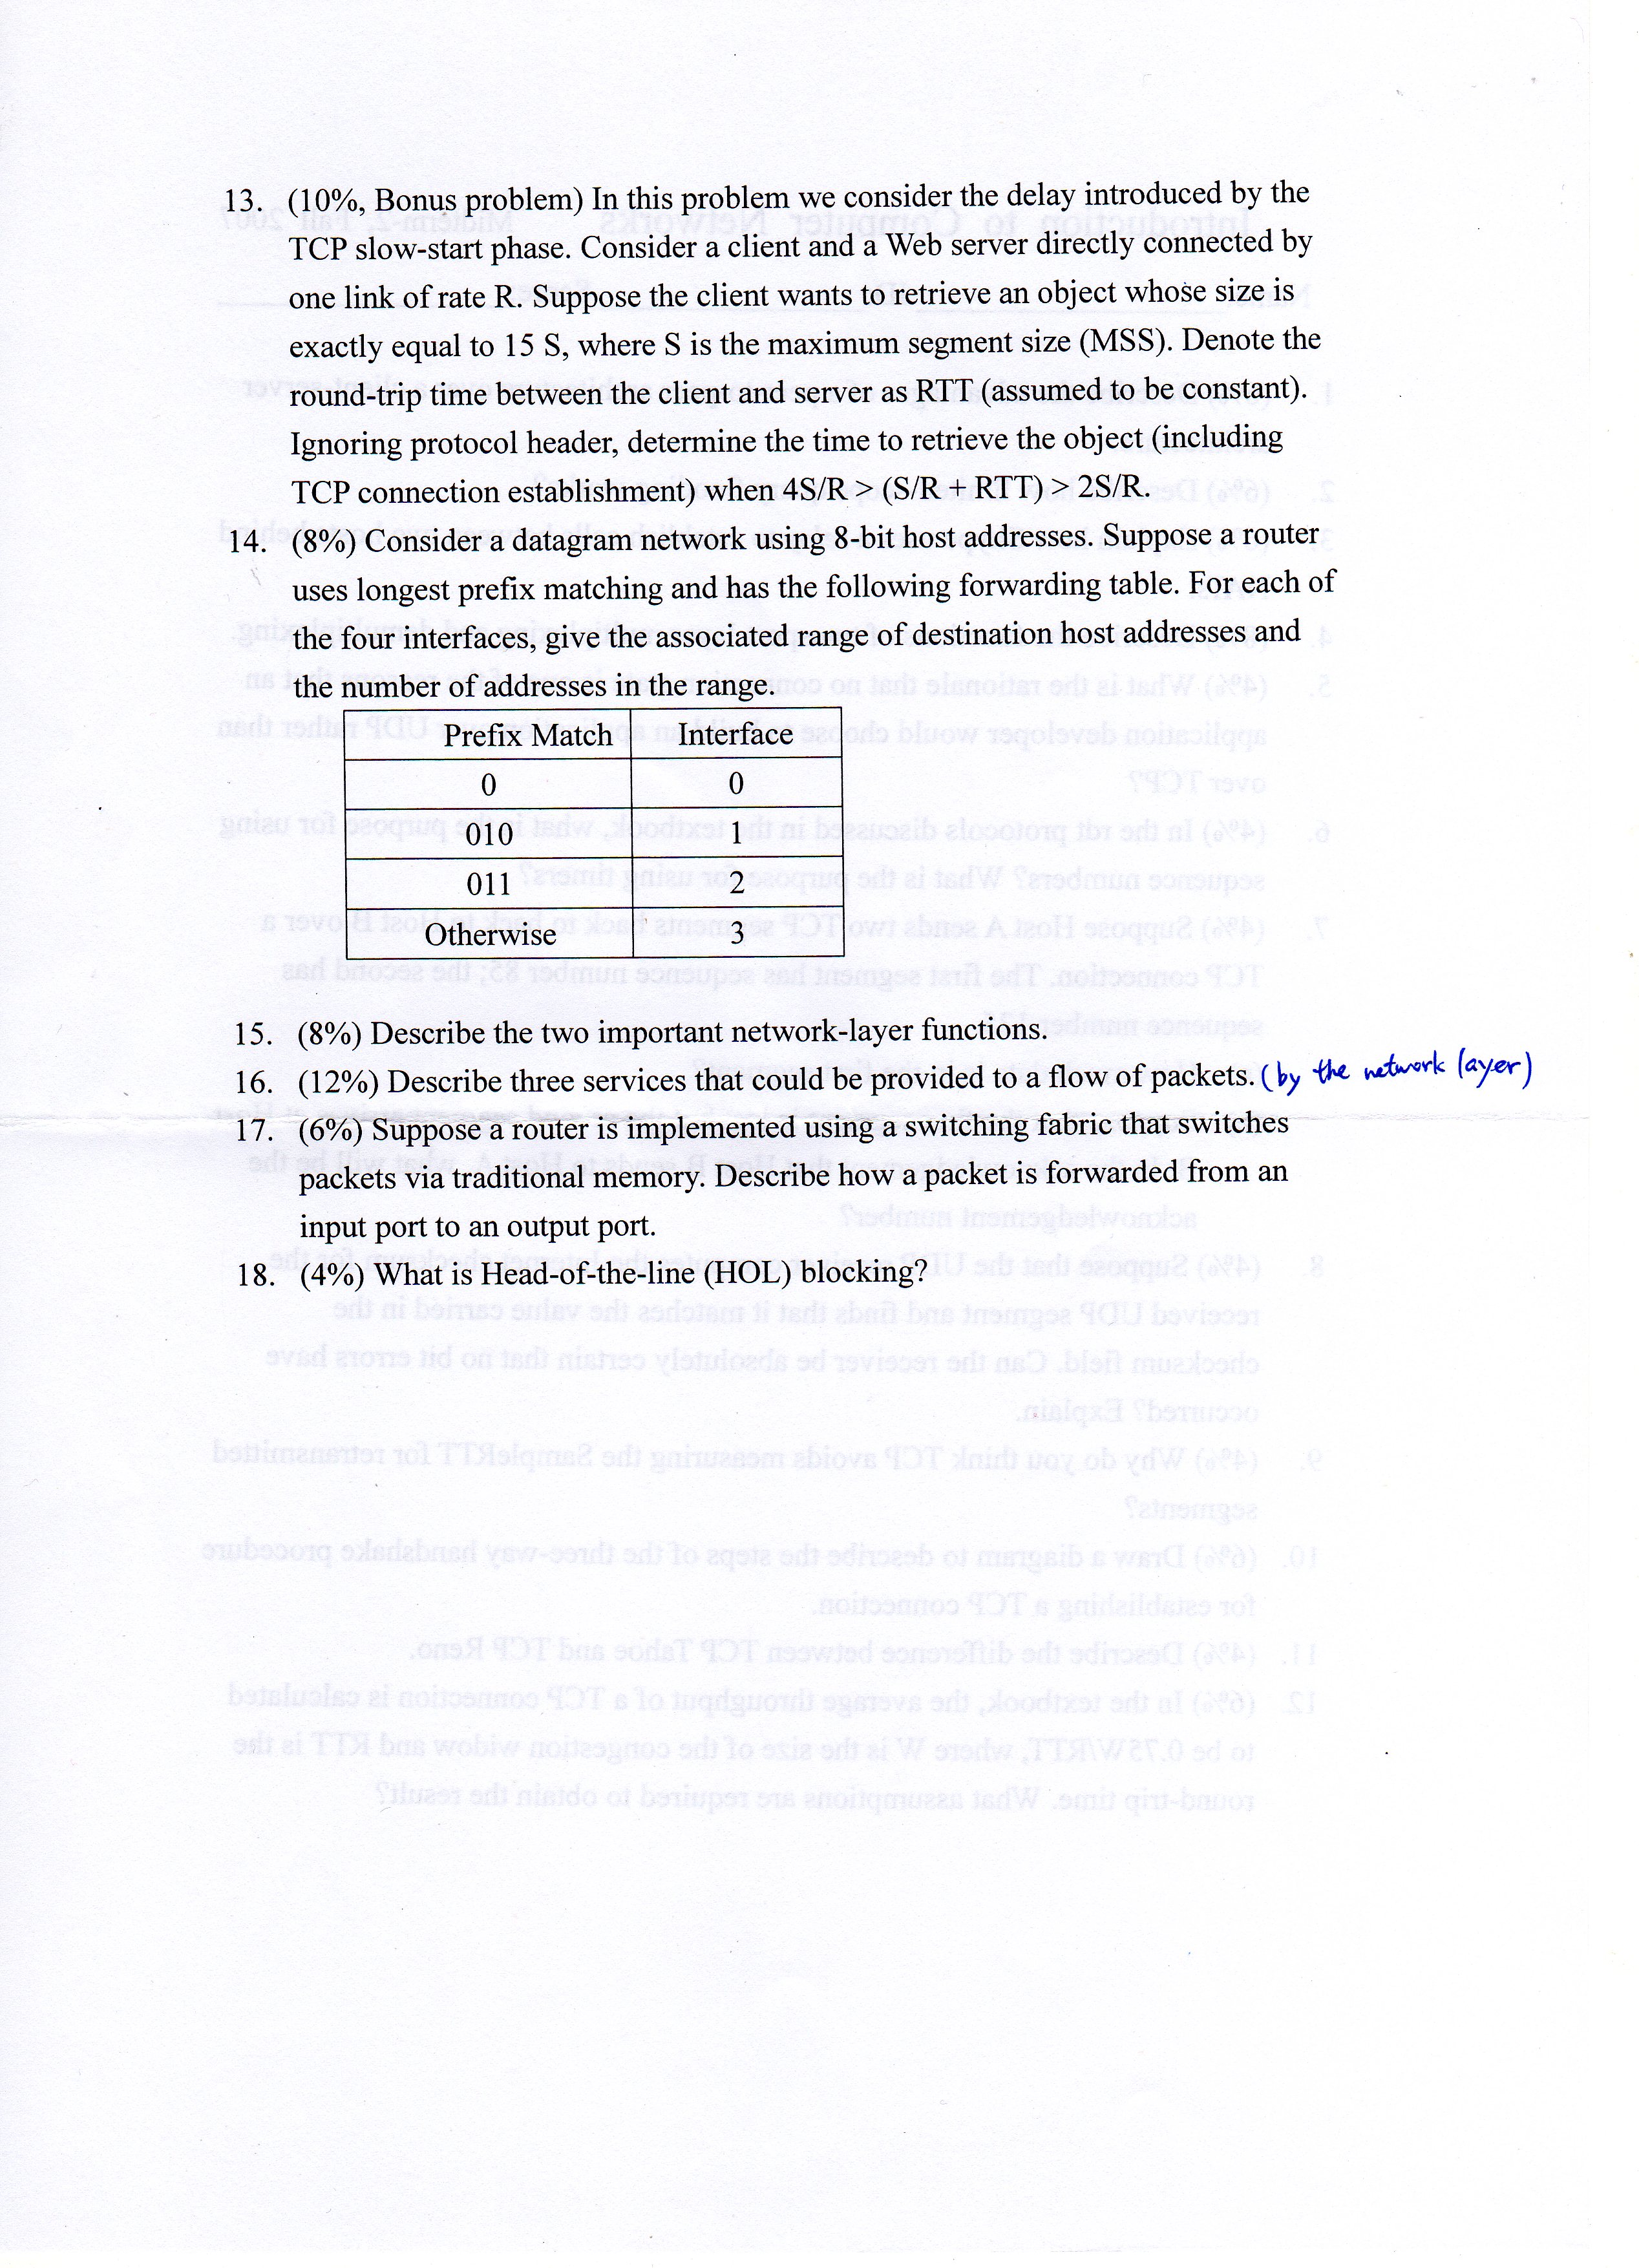 13. (10%, Bonus problem) In this problem we consider the delay introduced by the
TCP slow-start phase. Consider a client and a Web server directly connected by
one link of rate R. Suppose the client wants to retrieve an object whose size is
exactly equal to 15 S, where S is the maximum segment size (MSS). Denote the
round-trip time between the client and server as RTT (assumed to be constant).
Ignoring protocol header, determine the time to retrieve the object (including
TCP connection establishment) when 4S/R > (S/R + RTT) > 2S/R.
14. (8%) Consider a datagram network using 8-bit host addresses. Suppose a router
uses longest prefix matching and has the following forwarding table. For each of
the four interfaces, give the associated range of destination host addresses and
the number of addresses in the range.
Prefix Match Interface
0 0
010 1
011 2
Otherwise 3
15. (8%) Describe the two important network-layer functions.
16. (12%) Describe three services that could be provided to a flow of packets. (by the network layer)
17. (6%) Suppose a router is implemented using a switching fabric that switches
packets via traditional memory. Describe how a packet is forwarded from an
input port to an output port.
18. (4%) What is Head-of-the-line (HOL) blocking?